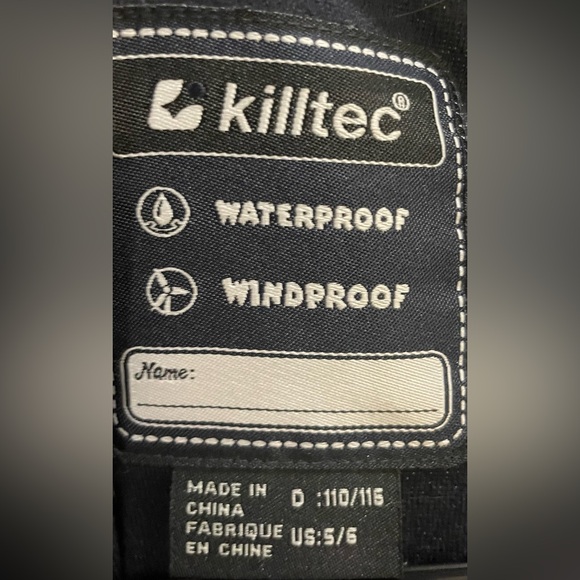 killtec®
WATERPROOF
WINDPROOF
Name:
MADE IN CHINA
FABRIQUE EN CHINE
D :110/116
US:5/6